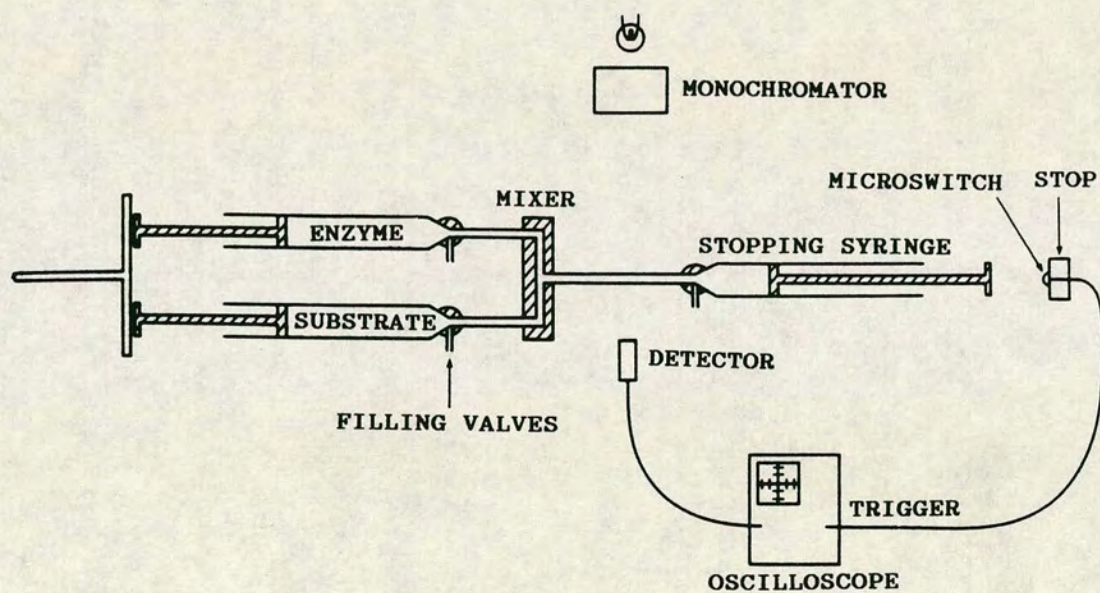 MONOCHROMATOR
MICROSWITCH STOP
MIXER
ENZYME
STOPPING SYRINGE
SUBSTRATE
DETECTOR
FILLING VALVES
TRIGGER
OSCILLOSCOPE